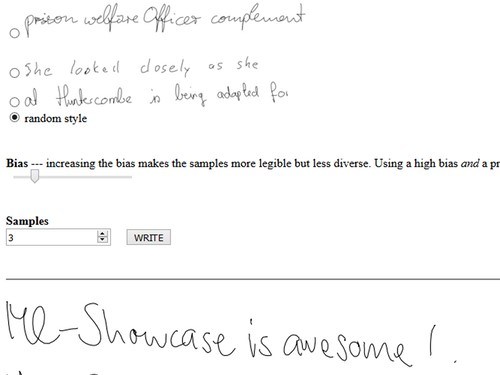 prison welfare Officer complement
She looked closely as she
at Huntercombe is being adapted for
random style
Bias --- increasing the bias makes the samples more legible but less diverse. Using a high bias and a pr
Samples
3
WRITE
ML-Showcase is awesome!